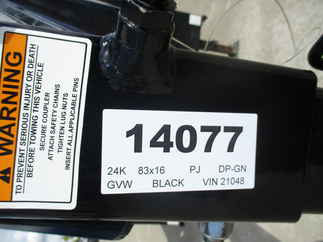 WARNING
TO PREVENT SERIOUS INJURY OR DEATH
BEFORE TOWING THIS VEHICLE
SECURE COUPLER
ATTACH SAFETY CHAINS
TIGHTEN LUG NUTS
INSERT ALL APPLICABLE PINS
14077
24K 83x16 PJ DP-GN
GVW BLACK VIN 21048